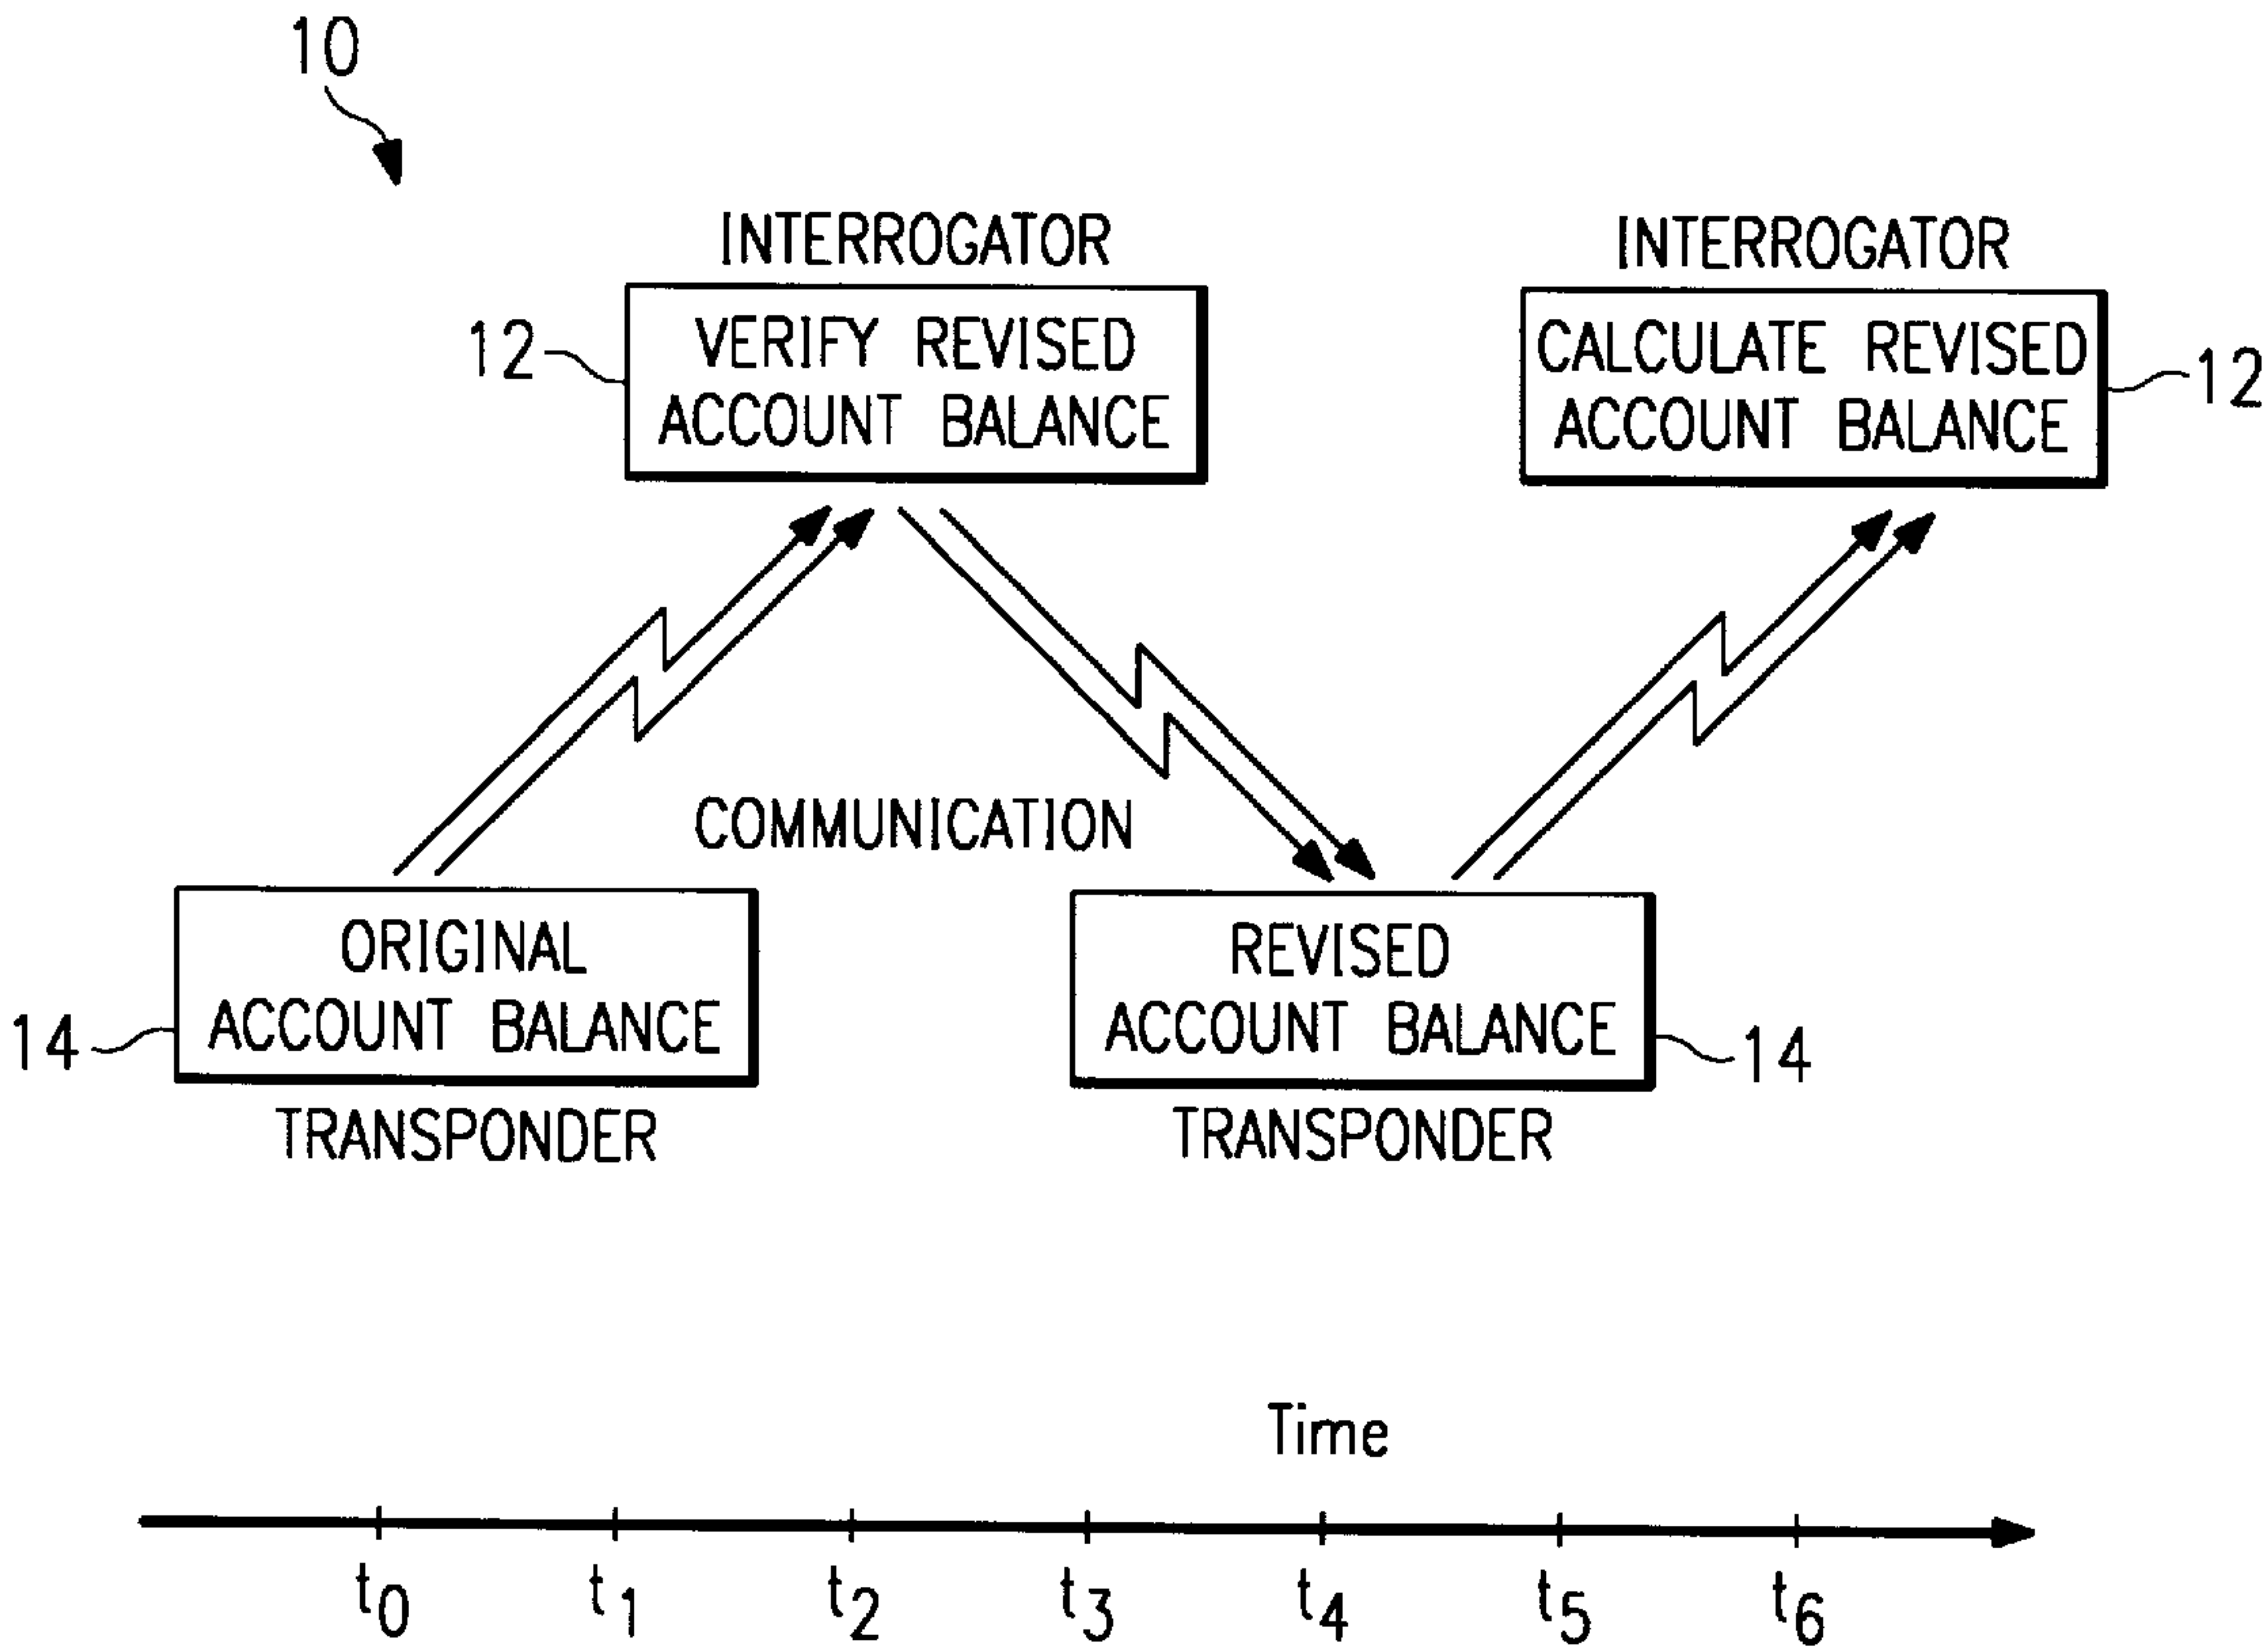 10
INTERROGATOR
INTERROGATOR
12
VERIFY REVISED
ACCOUNT BALANCE
CALCULATE REVISED
ACCOUNT BALANCE
12
COMMUNICATION
ORIGINAL
ACCOUNT BALANCE
14
TRANSPONDER
REVISED
ACCOUNT BALANCE
14
TRANSPONDER
Time
t0 t1 t2 t3 t4 t5 t6